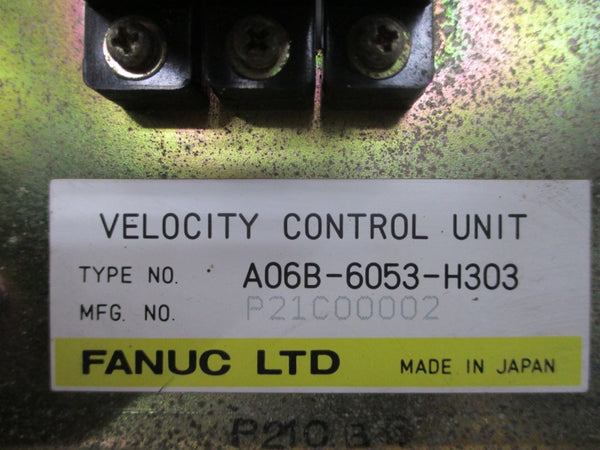 VELOCITY CONTROL UNIT
TYPE NO. A06B-6053-H303
MFG. NO. P21C00002
FANUC LTD MADE IN JAPAN